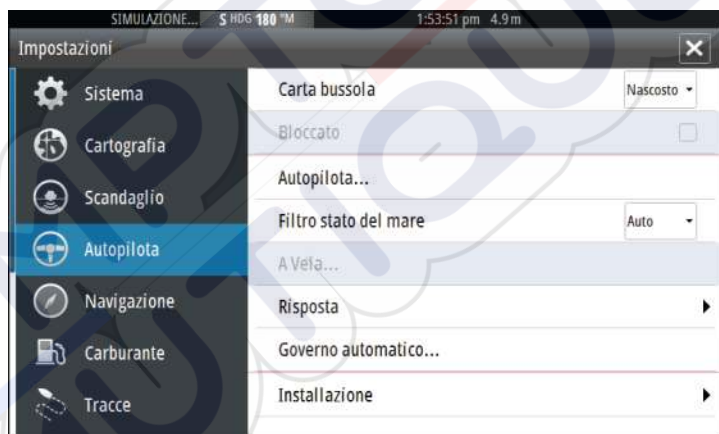 SIMULAZIONE... S HDG 180 °M 1:53:51 pm 4.9 m
Impostazioni
Sistema
Cartografia
Scandaglio
Autopilota
Navigazione
Carburante
Tracce
Carta bussola Nascosto
Bloccato
Autopilota...
Filtro stato del mare Auto
A Vela...
Risposta
Governo automatico...
Installazione